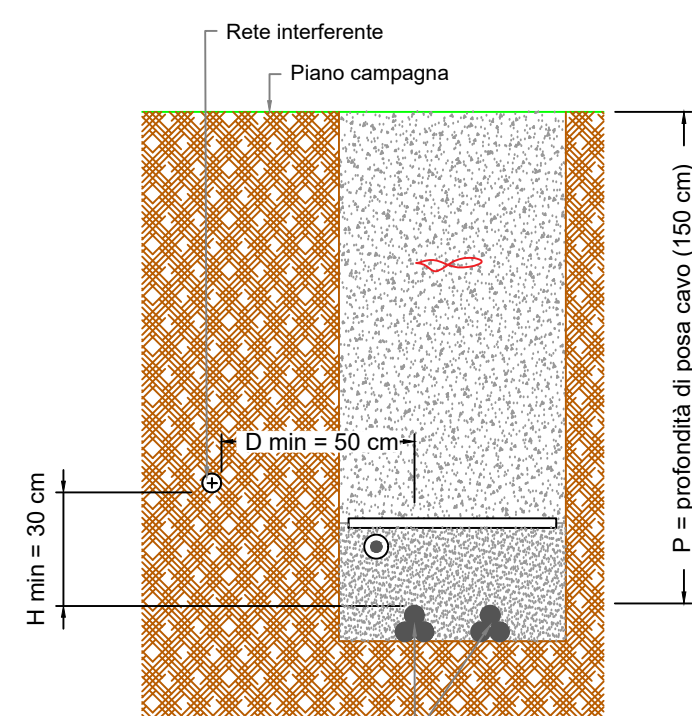 Rete interferente
Piano campagna
D min = 50 cm
H min = 30 cm
P = profondità di posa cavo (150 cm)